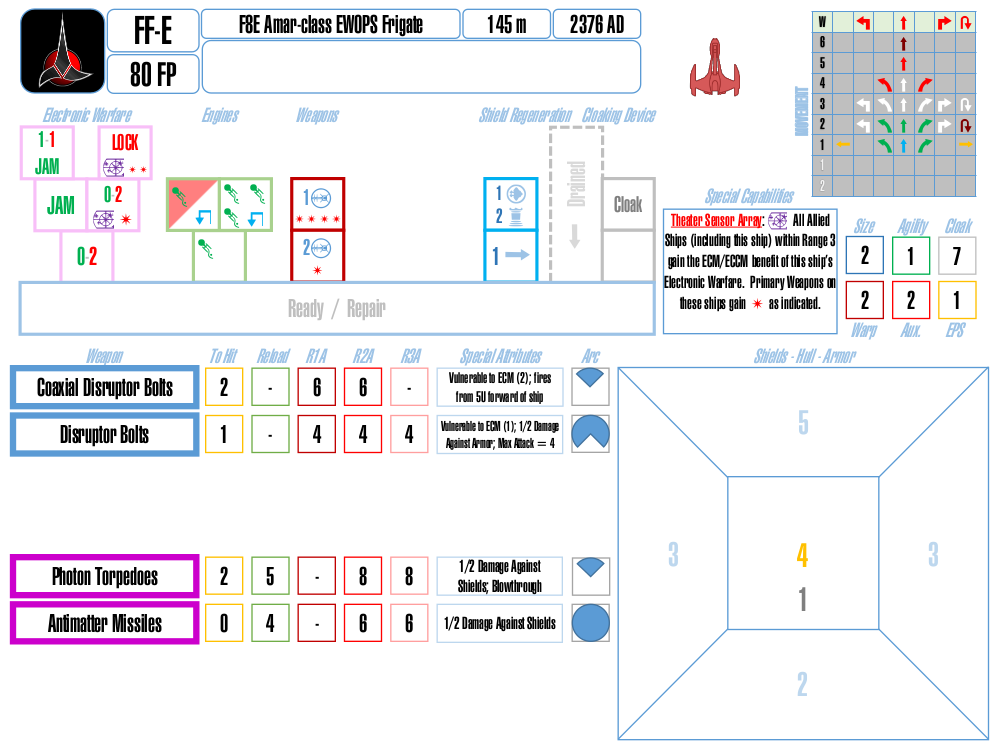 FF-E
F8E Amar-class EWOPS Frigate
145 m
2376 AD
80 FP
Electronic Warfare
Engines
Weapons
Shield Regeneration
Cloaking Device
1-1
JAM
LOCK
JAM
0-2
0-2
1
2
1
2
1
Drained
Cloak
Ready / Repair
MOVEMENT
W
6
5
4
3
2
1
1
2
Special Capabilities
Theater Sensor Array: All Allied
Ships (including this ship) within Range 3
gain the ECM/ECCM benefit of this ship's
Electronic Warfare. Primary Weapons on
these ships gain as indicated.
Size Agility Cloak
2 1 7
2 2 1
Warp Aux. EPS
Weapon To Hit Reload R1A R2A R3A Special Attributes Arc
Coaxial Disruptor Bolts 2 - 6 6 - Vulnerable to ECM (2); fires
from 5U forward of ship
Disruptor Bolts 1 - 4 4 4 Vulnerable to ECM (1); 1/2 Damage
Against Armor; Max Attack = 4
Photon Torpedoes 2 5 - 8 8 1/2 Damage Against
Shields; Blowthrough
Antimatter Missiles 0 4 - 6 6 1/2 Damage Against Shields
Shields - Hull - Armor
5
3 4 3
1
2